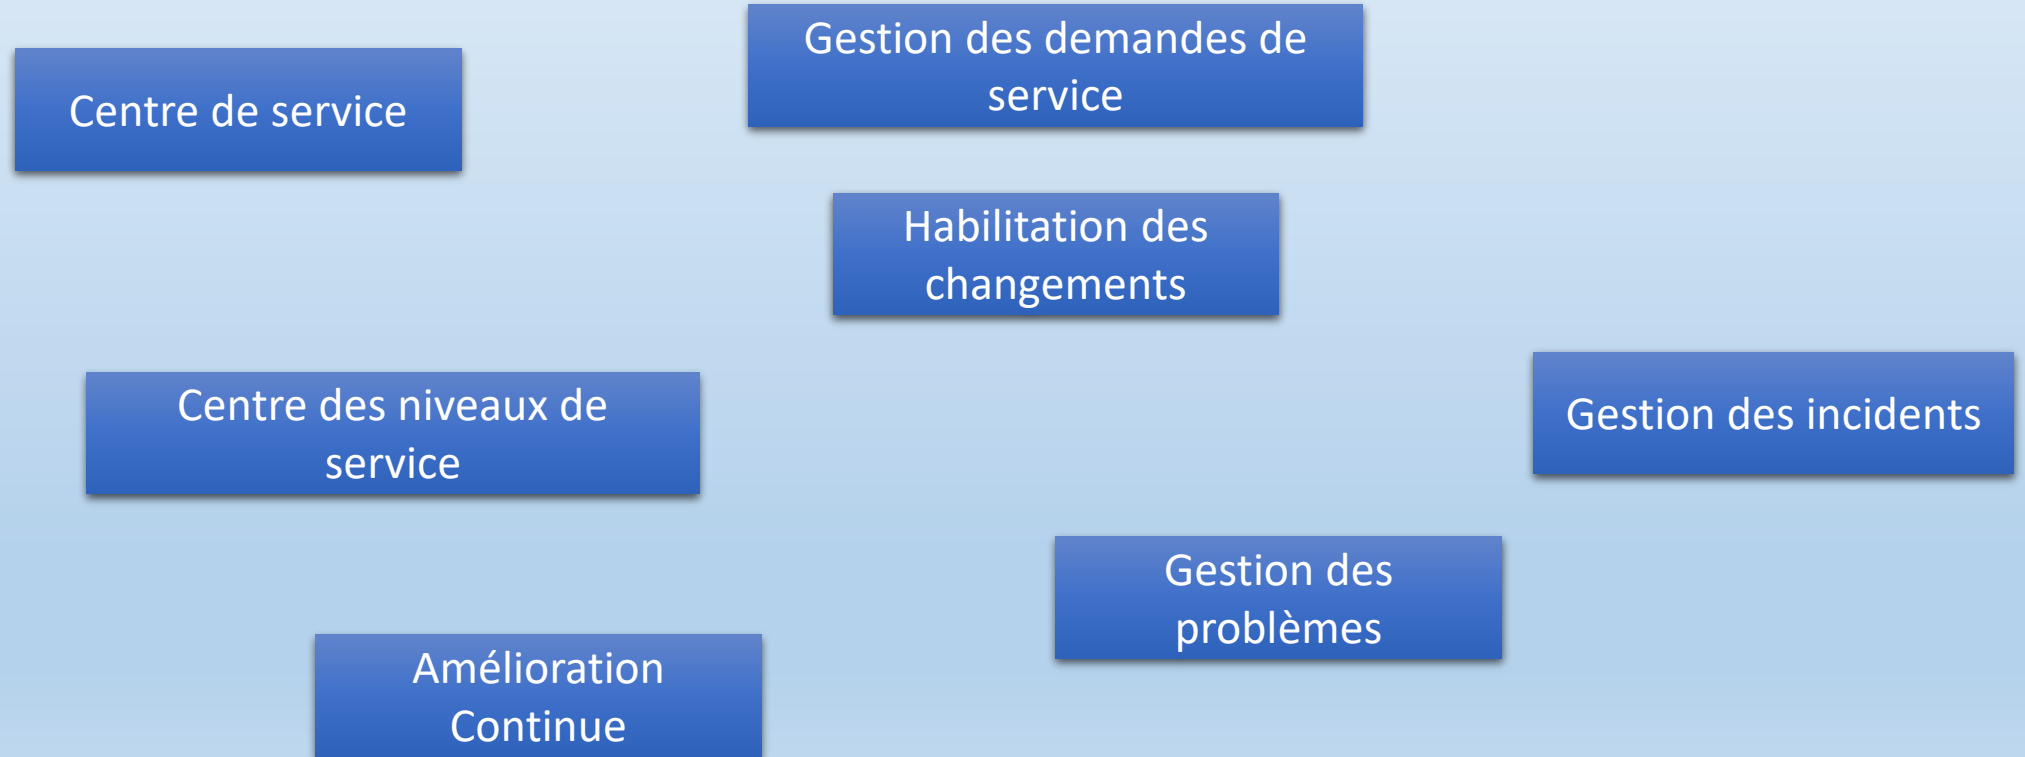 Gestion des demandes de
service
Centre de service
Habilitation des
changements
Centre des niveaux de
service
Gestion des incidents
Gestion des
problèmes
Amélioration
Continue